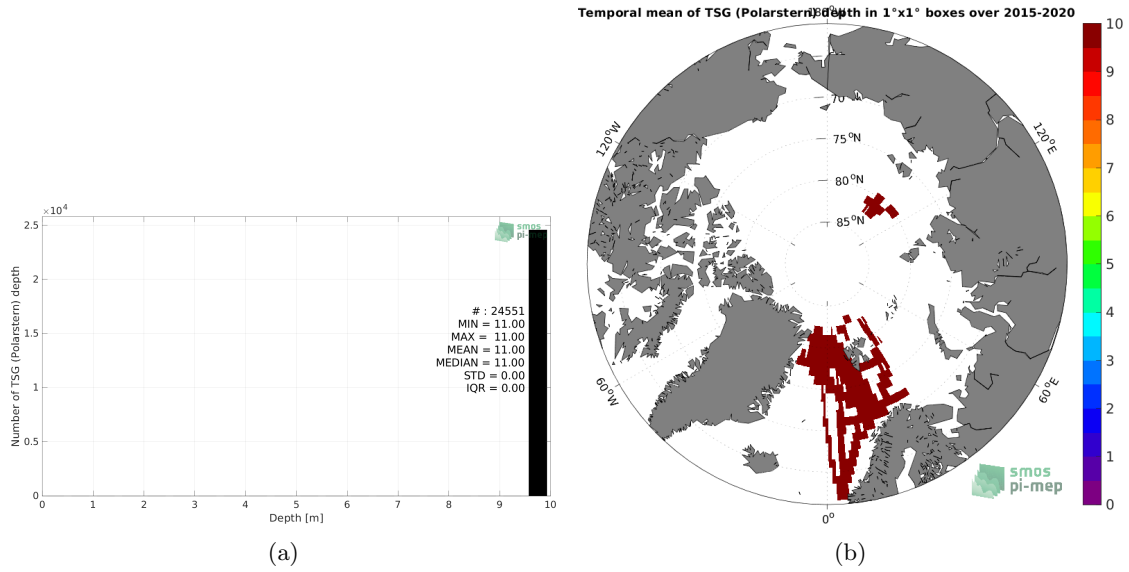 ×10⁴
2.5
2
1.5
1
0.5
0
Number of TSG (Polarstern) depth
smos
pi-mep
# : 24551
MIN = 11.00
MAX = 11.00
MEAN = 11.00
MEDIAN = 11.00
STD = 0.00
IQR = 0.00
0 1 2 3 4 5 6 7 8 9 10
Depth [m]
(a)
Temporal mean of TSG (Polarstern) depth in 1°x1° boxes over 2015-2020
180°W
120°W
120°E
60°W
60°E
0°
70°N
75°N
80°N
85°N
smos
pi-mep
10
9
8
7
6
5
4
3
2
1
0
(b)